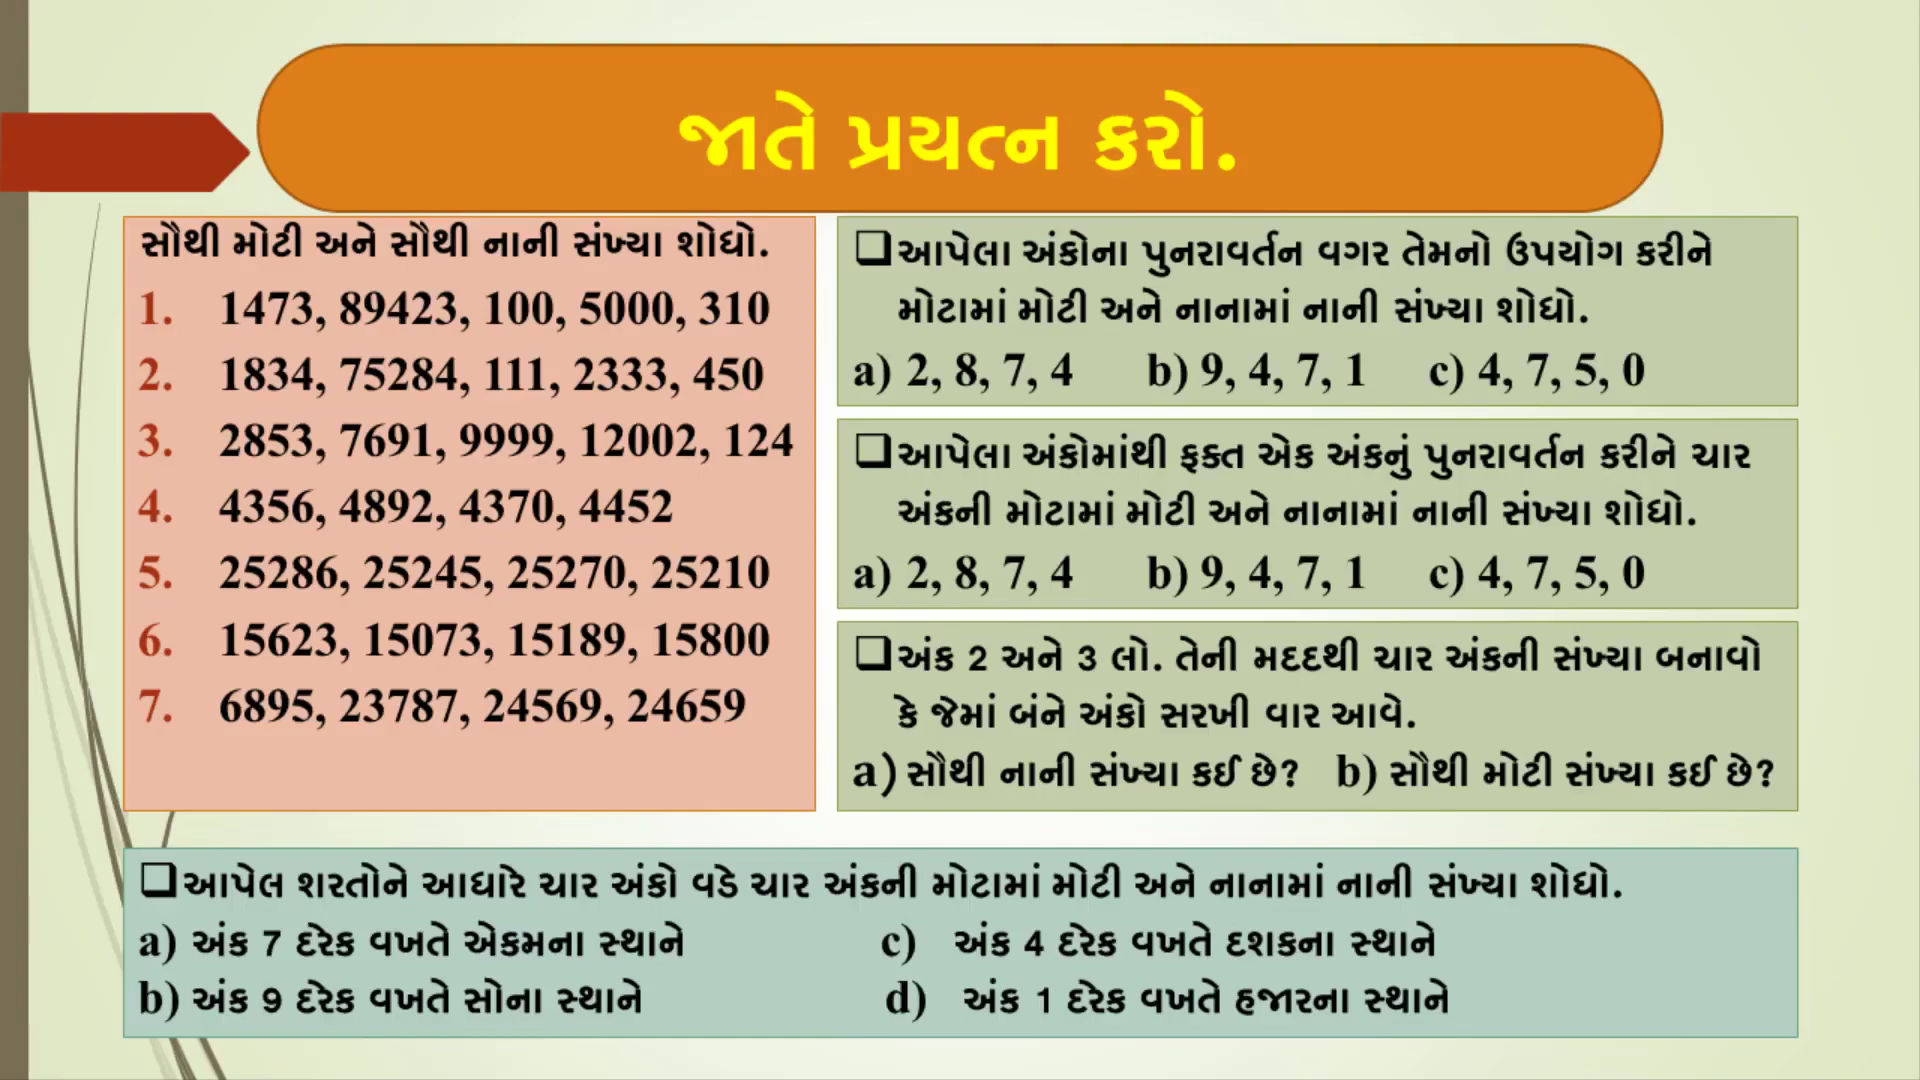 જાતે પ્રયત્ન કરો.
સૌથી મોટી અને સૌથી નાની સંખ્યા શોધો.
1. 1473, 89423, 100, 5000, 310
2. 1834, 75284, 111, 2333, 450
3. 2853, 7691, 9999, 12002, 124
4. 4356, 4892, 4370, 4452
5. 25286, 25245, 25270, 25210
6. 15623, 15073, 15189, 15800
7. 6895, 23787, 24569, 24659
❑આપેલા અંકોના પુનરાવર્તન વગર તેમનો ઉપયોગ કરીને
મોટામાં મોટી અને નાનામાં નાની સંખ્યા શોધો.
a) 2, 8, 7, 4 b) 9, 4, 7, 1 c) 4, 7, 5, 0
❑આપેલા અંકોમાંથી ફક્ત એક અંકનું પુનરાવર્તન કરીને ચાર
અંકની મોટામાં મોટી અને નાનામાં નાની સંખ્યા શોધો.
a) 2, 8, 7, 4 b) 9, 4, 7, 1 c) 4, 7, 5, 0
❑અંક 2 અને 3 લો. તેની મદદથી ચાર અંકની સંખ્યા બનાવો
કે જેમાં બંને અંકો સરખી વાર આવે.
a) સૌથી નાની સંખ્યા કઈ છે? b) સૌથી મોટી સંખ્યા કઈ છે?
❑આપેલ શરતોને આધારે ચાર અંકો વડે ચાર અંકની મોટામાં મોટી અને નાનામાં નાની સંખ્યા શોધો.
a) અંક 7 દરેક વખતે એકમના સ્થાને c) અંક 4 દરેક વખતે દશકના સ્થાને
b) અંક 9 દરેક વખતે સોના સ્થાને d) અંક 1 દરેક વખતે હજારના સ્થાને